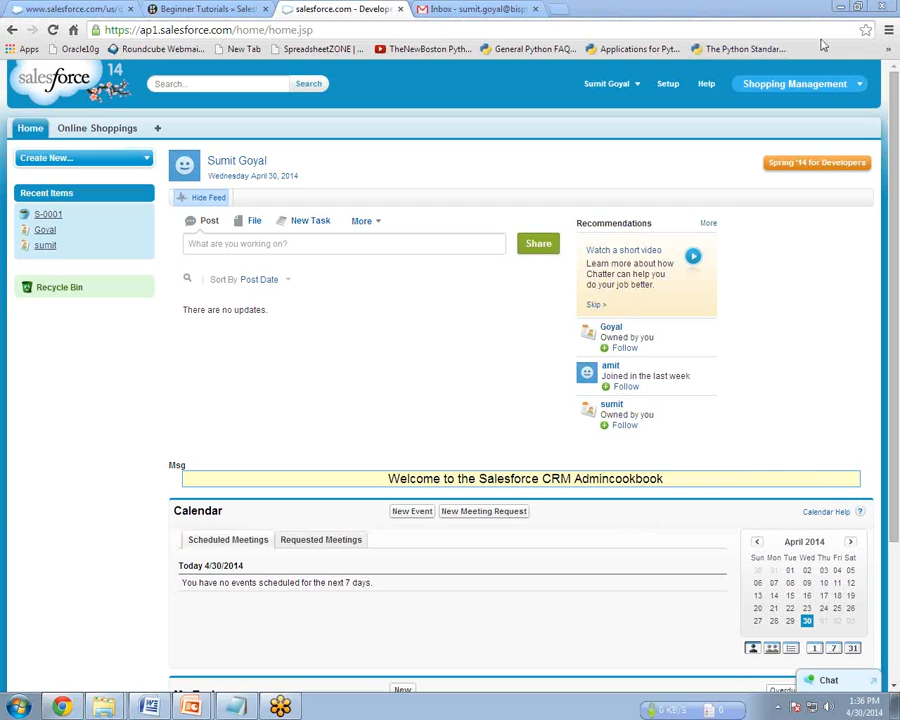 www.salesforce.com/us/d
Beginner Tutorials » Salesf
salesforce.com - Develope
Inbox - sumit.goyal@bisp
https://ap1.salesforce.com/home/home.jsp
Apps
Oracle10g
Roundcube Webmai...
New Tab
SpreadsheetZONE |...
TheNewBoston Pyth...
General Python FAQ...
Applications for Pyt...
The Python Standar...
»
salesforce
14
Search...
Search
Sumit Goyal
Setup
Help
Shopping Management
Home
Online Shoppings
+
Create New...
Sumit Goyal
Wednesday April 30, 2014
Spring '14 for Developers
Recent Items
S-0001
Goyal
sumit
Recycle Bin
Hide Feed
Post
File
New Task
More
What are you working on?
Share
Sort By Post Date
There are no updates.
Recommendations
More
Watch a short video
Learn more about how
Chatter can help you
do your job better.
Skip >
Goyal
Owned by you
Follow
amit
Joined in the last week
Follow
sumit
Owned by you
Follow
Msg
Welcome to the Salesforce CRM Admincookbook
Calendar
New Event
New Meeting Request
Calendar Help ?
Scheduled Meetings
Requested Meetings
Today 4/30/2014
You have no events scheduled for the next 7 days.
April 2014
Sun Mon Tue Wed Thu Fri Sat
30 31 01 02 03 04 05
06 07 08 09 10 11 12
13 14 15 16 17 18 19
20 21 22 23 24 25 26
27 28 29 30 01 02 03
1 7 31
Chat
New
0 KB/S
0
1:36 PM
4/30/2014